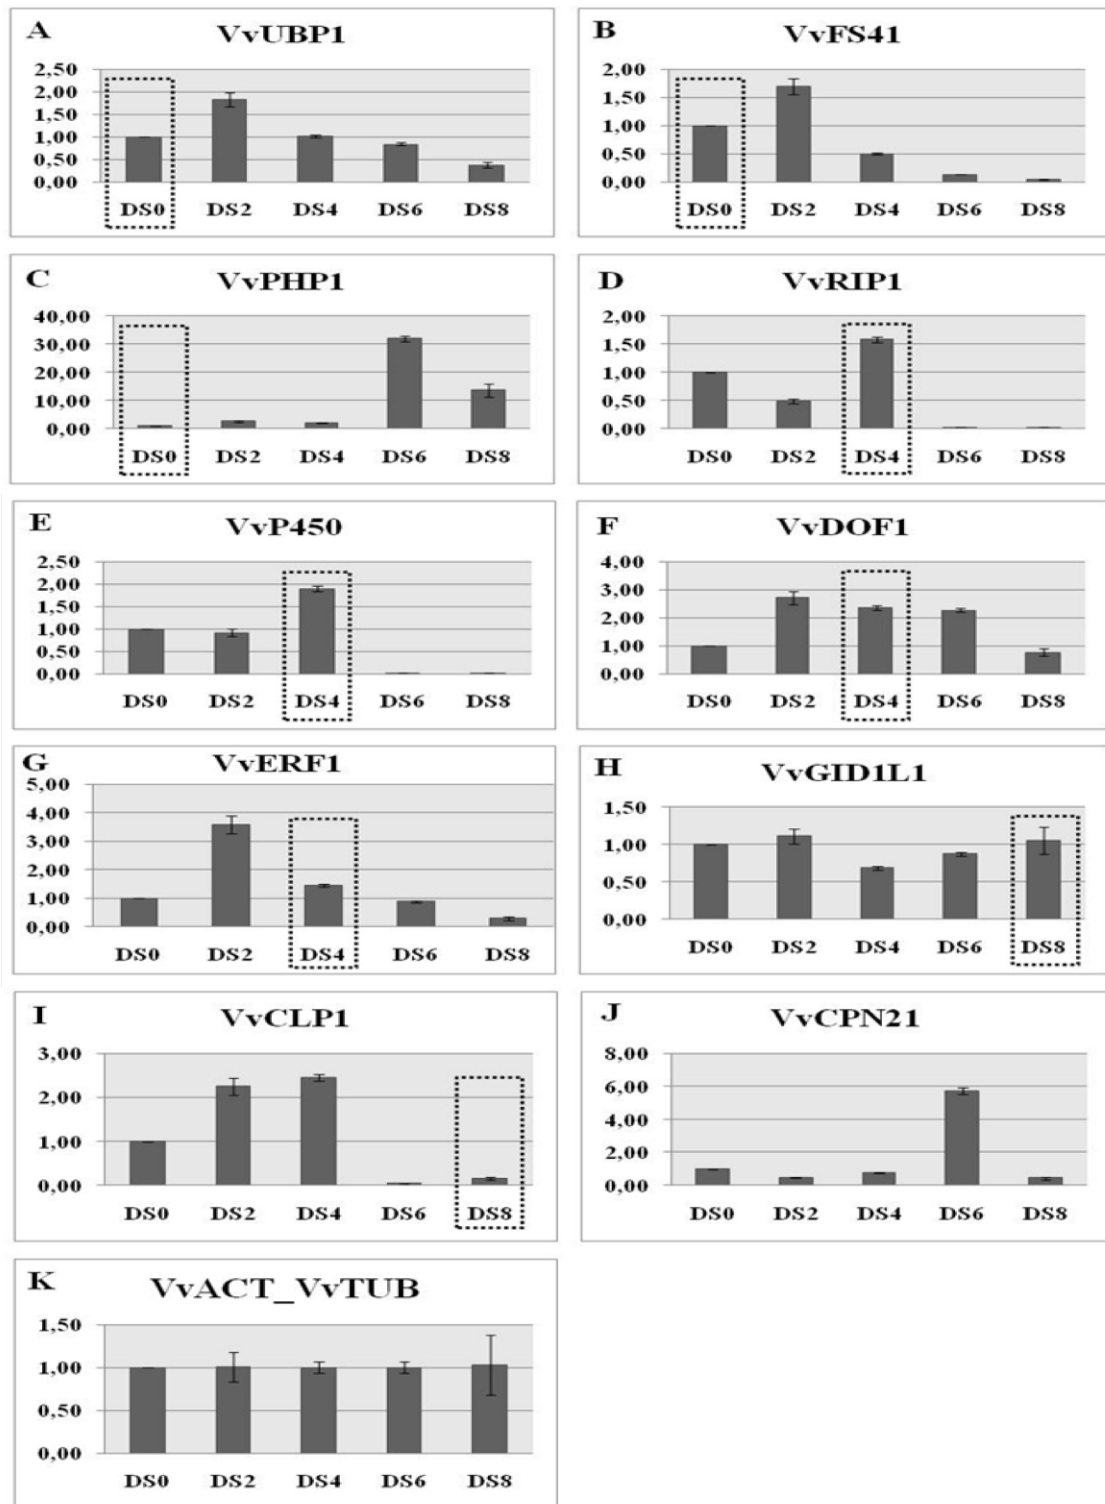 A VvUBP1
2,50
2,00
1,50
1,00
0,50
0,00
DS0 DS2 DS4 DS6 DS8
B VvFS41
2,00
1,50
1,00
0,50
0,00
DS0 DS2 DS4 DS6 DS8
C VvPHP1
40,00
30,00
20,00
10,00
0,00
DS0 DS2 DS4 DS6 DS8
D VvRIP1
2,00
1,50
1,00
0,50
0,00
DS0 DS2 DS4 DS6 DS8
E VvP450
2,50
2,00
1,50
1,00
0,50
0,00
DS0 DS2 DS4 DS6 DS8
F VvDOF1
4,00
3,00
2,00
1,00
0,00
DS0 DS2 DS4 DS6 DS8
G VvERF1
5,00
4,00
3,00
2,00
1,00
0,00
DS0 DS2 DS4 DS6 DS8
H VvGID1L1
1,50
1,00
0,50
0,00
DS0 DS2 DS4 DS6 DS8
I VvCLP1
3,00
2,00
1,00
0,00
DS0 DS2 DS4 DS6 DS8
J VvCPN21
8,00
6,00
4,00
2,00
0,00
DS0 DS2 DS4 DS6 DS8
K VvACT_VvTUB
1,50
1,00
0,50
0,00
DS0 DS2 DS4 DS6 DS8